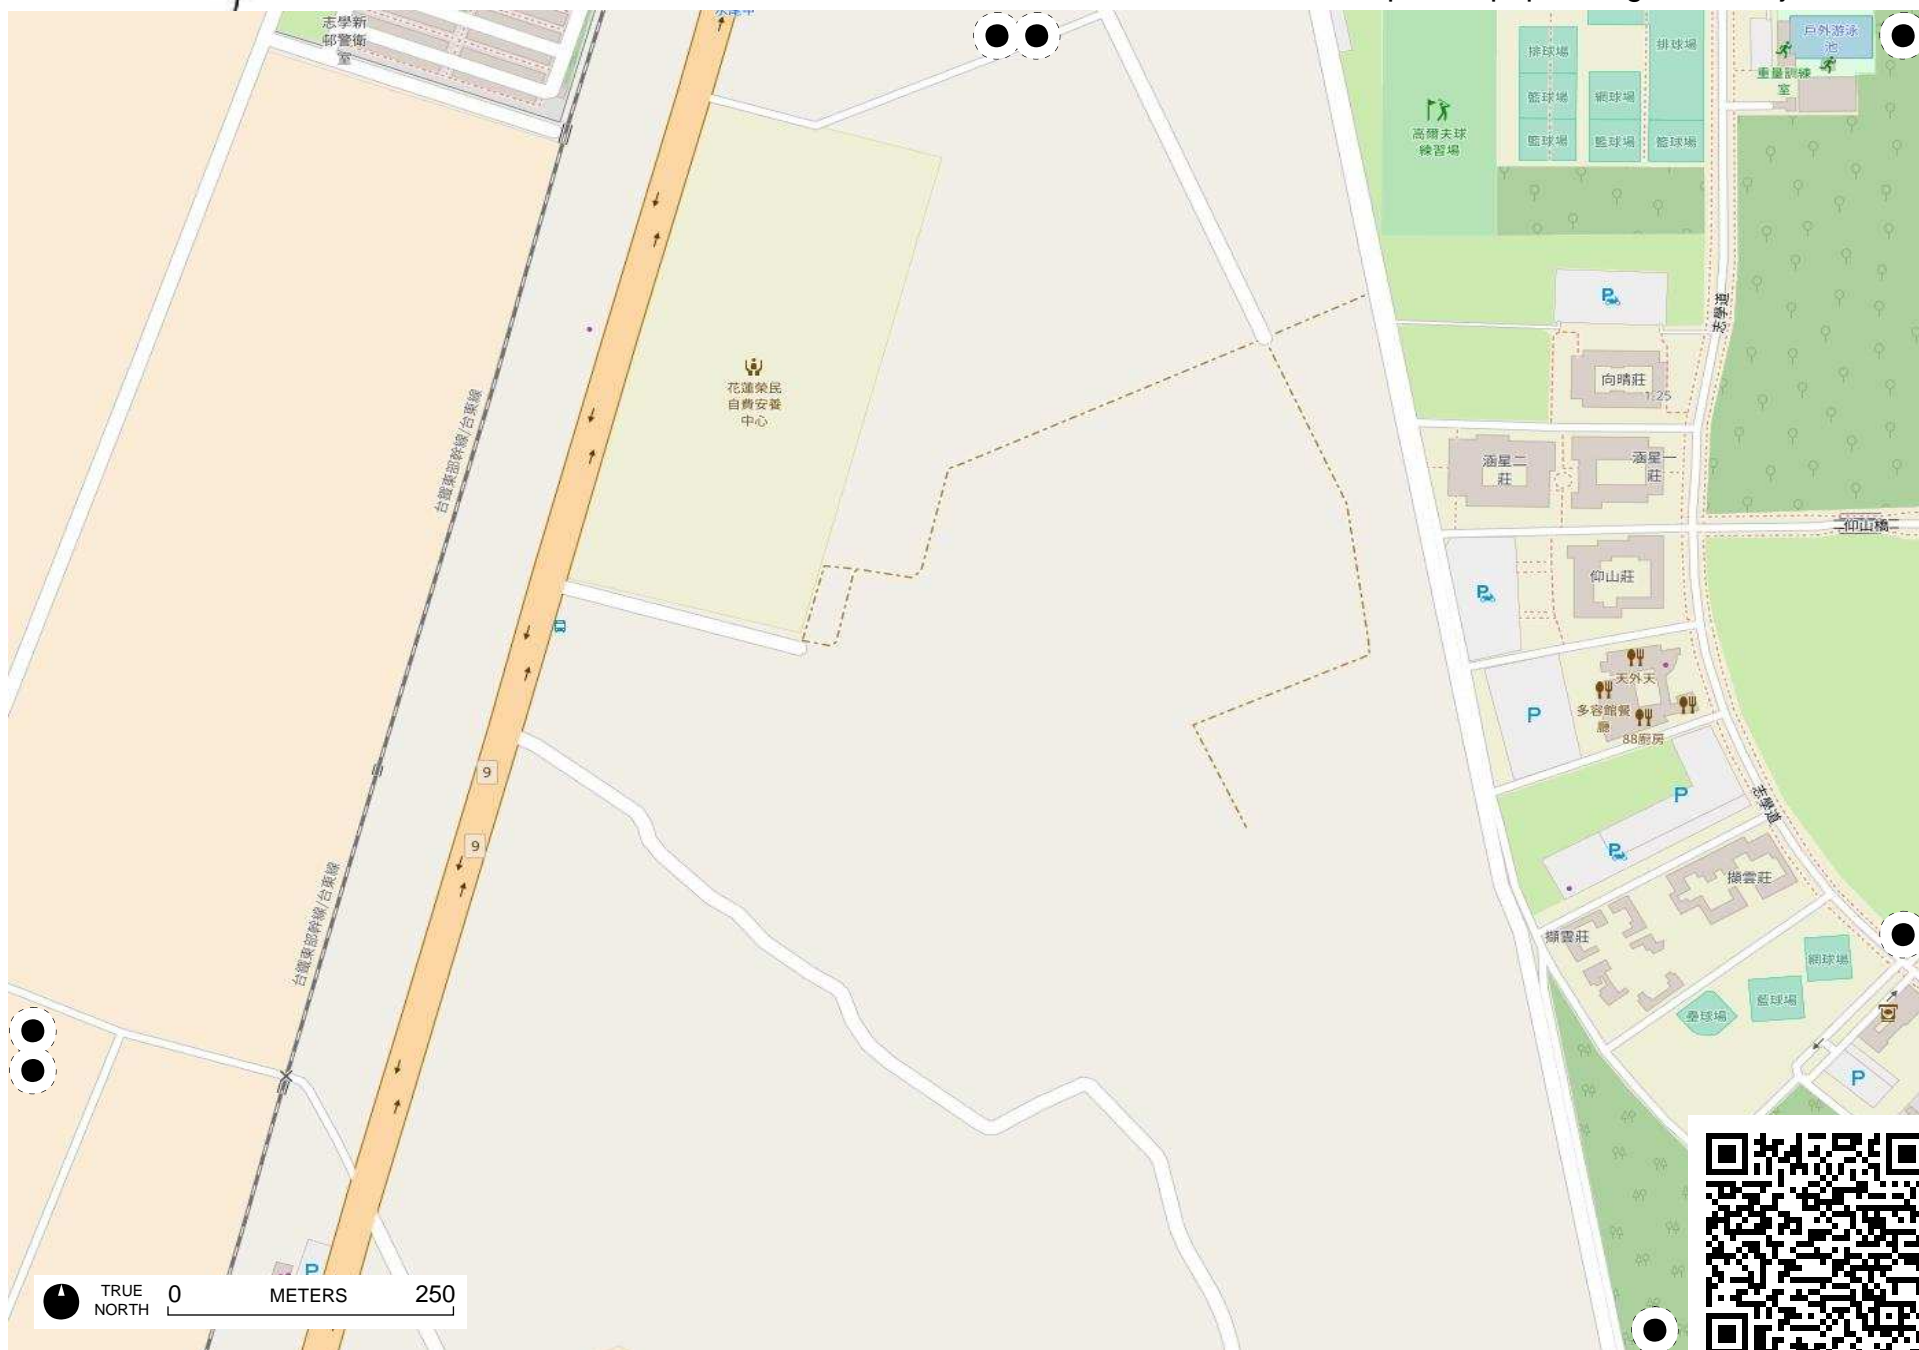 志學新
邨警衛
室
排球場
排球場
戶外游泳
池
重量訓練
室
籃球場
網球場
高爾夫球
練習場
籃球場
籃球場
籃球場
志學道
花蓮榮民
自費安養
中心
向晴莊
1-25
台鐵東部幹線/台東線
涵星二
莊
涵星一
莊
仰山橋
仰山莊
天外天
多容館餐
廳
88廚房
P
P
P
P
P
9
9
志學道
擷雲莊
擷雲莊
台鐵東部幹線/台東線
網球場
籃球場
壘球場
P
P
TRUE
NORTH
0
METERS
250